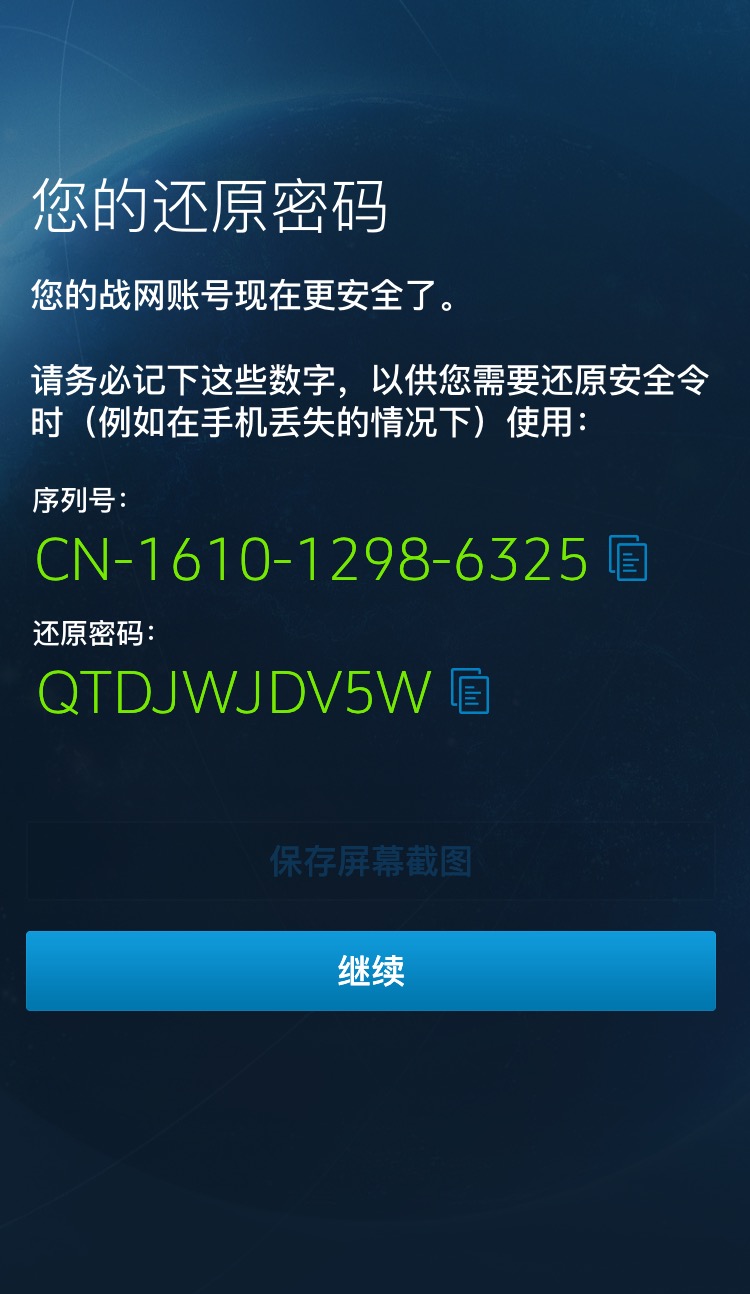 您的还原密码
您的战网账号现在更安全了。
请务必记下这些数字，以供您需要还原安全令
时（例如在手机丢失的情况下）使用：
序列号：
CN-1610-1298-6325
还原密码：
QTDJWJDV5W
保存屏幕截图
继续